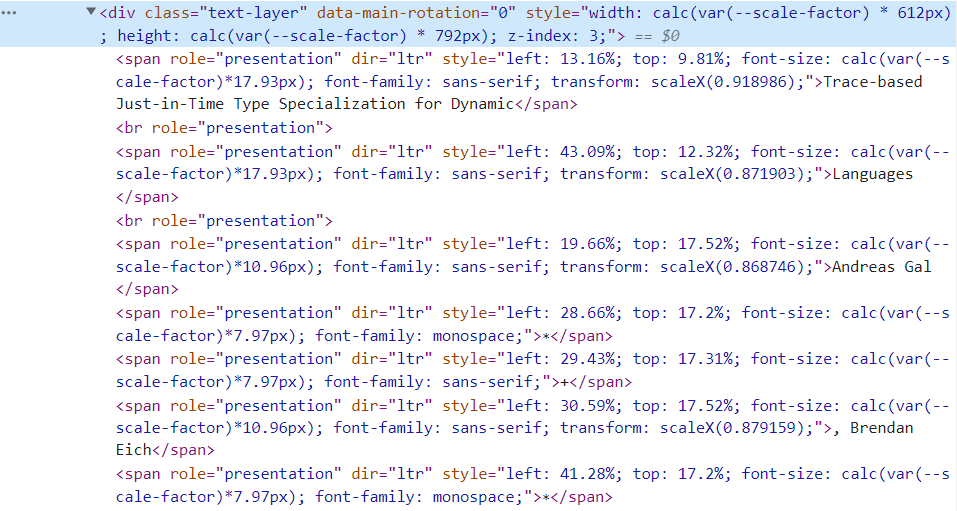 ••• ▼<div class="text-layer" data-main-rotation="0" style="width: calc(var(--scale-factor) * 612px)
; height: calc(var(--scale-factor) * 792px); z-index: 3;"> == $0
<span role="presentation" dir="ltr" style="left: 13.16%; top: 9.81%; font-size: calc(var(--s
cale-factor)*17.93px); font-family: sans-serif; transform: scaleX(0.918986);">Trace-based
Just-in-Time Type Specialization for Dynamic</span>
<br role="presentation">
<span role="presentation" dir="ltr" style="left: 43.09%; top: 12.32%; font-size: calc(var(--
scale-factor)*17.93px); font-family: sans-serif; transform: scaleX(0.871903);">Languages
</span>
<br role="presentation">
<span role="presentation" dir="ltr" style="left: 19.66%; top: 17.52%; font-size: calc(var(--
scale-factor)*10.96px); font-family: sans-serif; transform: scaleX(0.868746);">Andreas Gal
</span>
<span role="presentation" dir="ltr" style="left: 28.66%; top: 17.2%; font-size: calc(var(--s
cale-factor)*7.97px); font-family: monospace;">∗</span>
<span role="presentation" dir="ltr" style="left: 29.43%; top: 17.31%; font-size: calc(var(--
scale-factor)*7.97px); font-family: sans-serif;">+</span>
<span role="presentation" dir="ltr" style="left: 30.59%; top: 17.52%; font-size: calc(var(--
scale-factor)*10.96px); font-family: sans-serif; transform: scaleX(0.879159);">, Brendan
Eich</span>
<span role="presentation" dir="ltr" style="left: 41.28%; top: 17.2%; font-size: calc(var(--s
cale-factor)*7.97px); font-family: monospace;">∗</span>